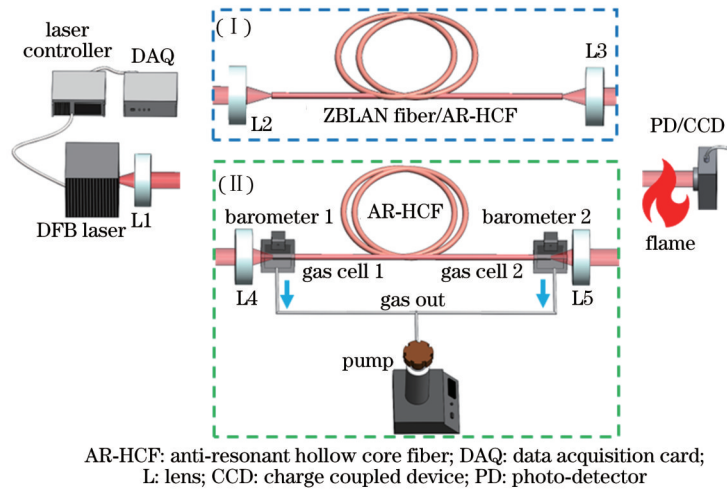 laser
controller
DAQ
DFB laser
L1
(Ⅰ)
L2
ZBLAN fiber/AR-HCF
L3
(Ⅱ)
barometer 1
AR-HCF
barometer 2
gas cell 1
gas cell 2
L4
gas out
L5
pump
PD/CCD
flame
AR-HCF: anti-resonant hollow core fiber; DAQ: data acquisition card;
L: lens; CCD: charge coupled device; PD: photo-detector